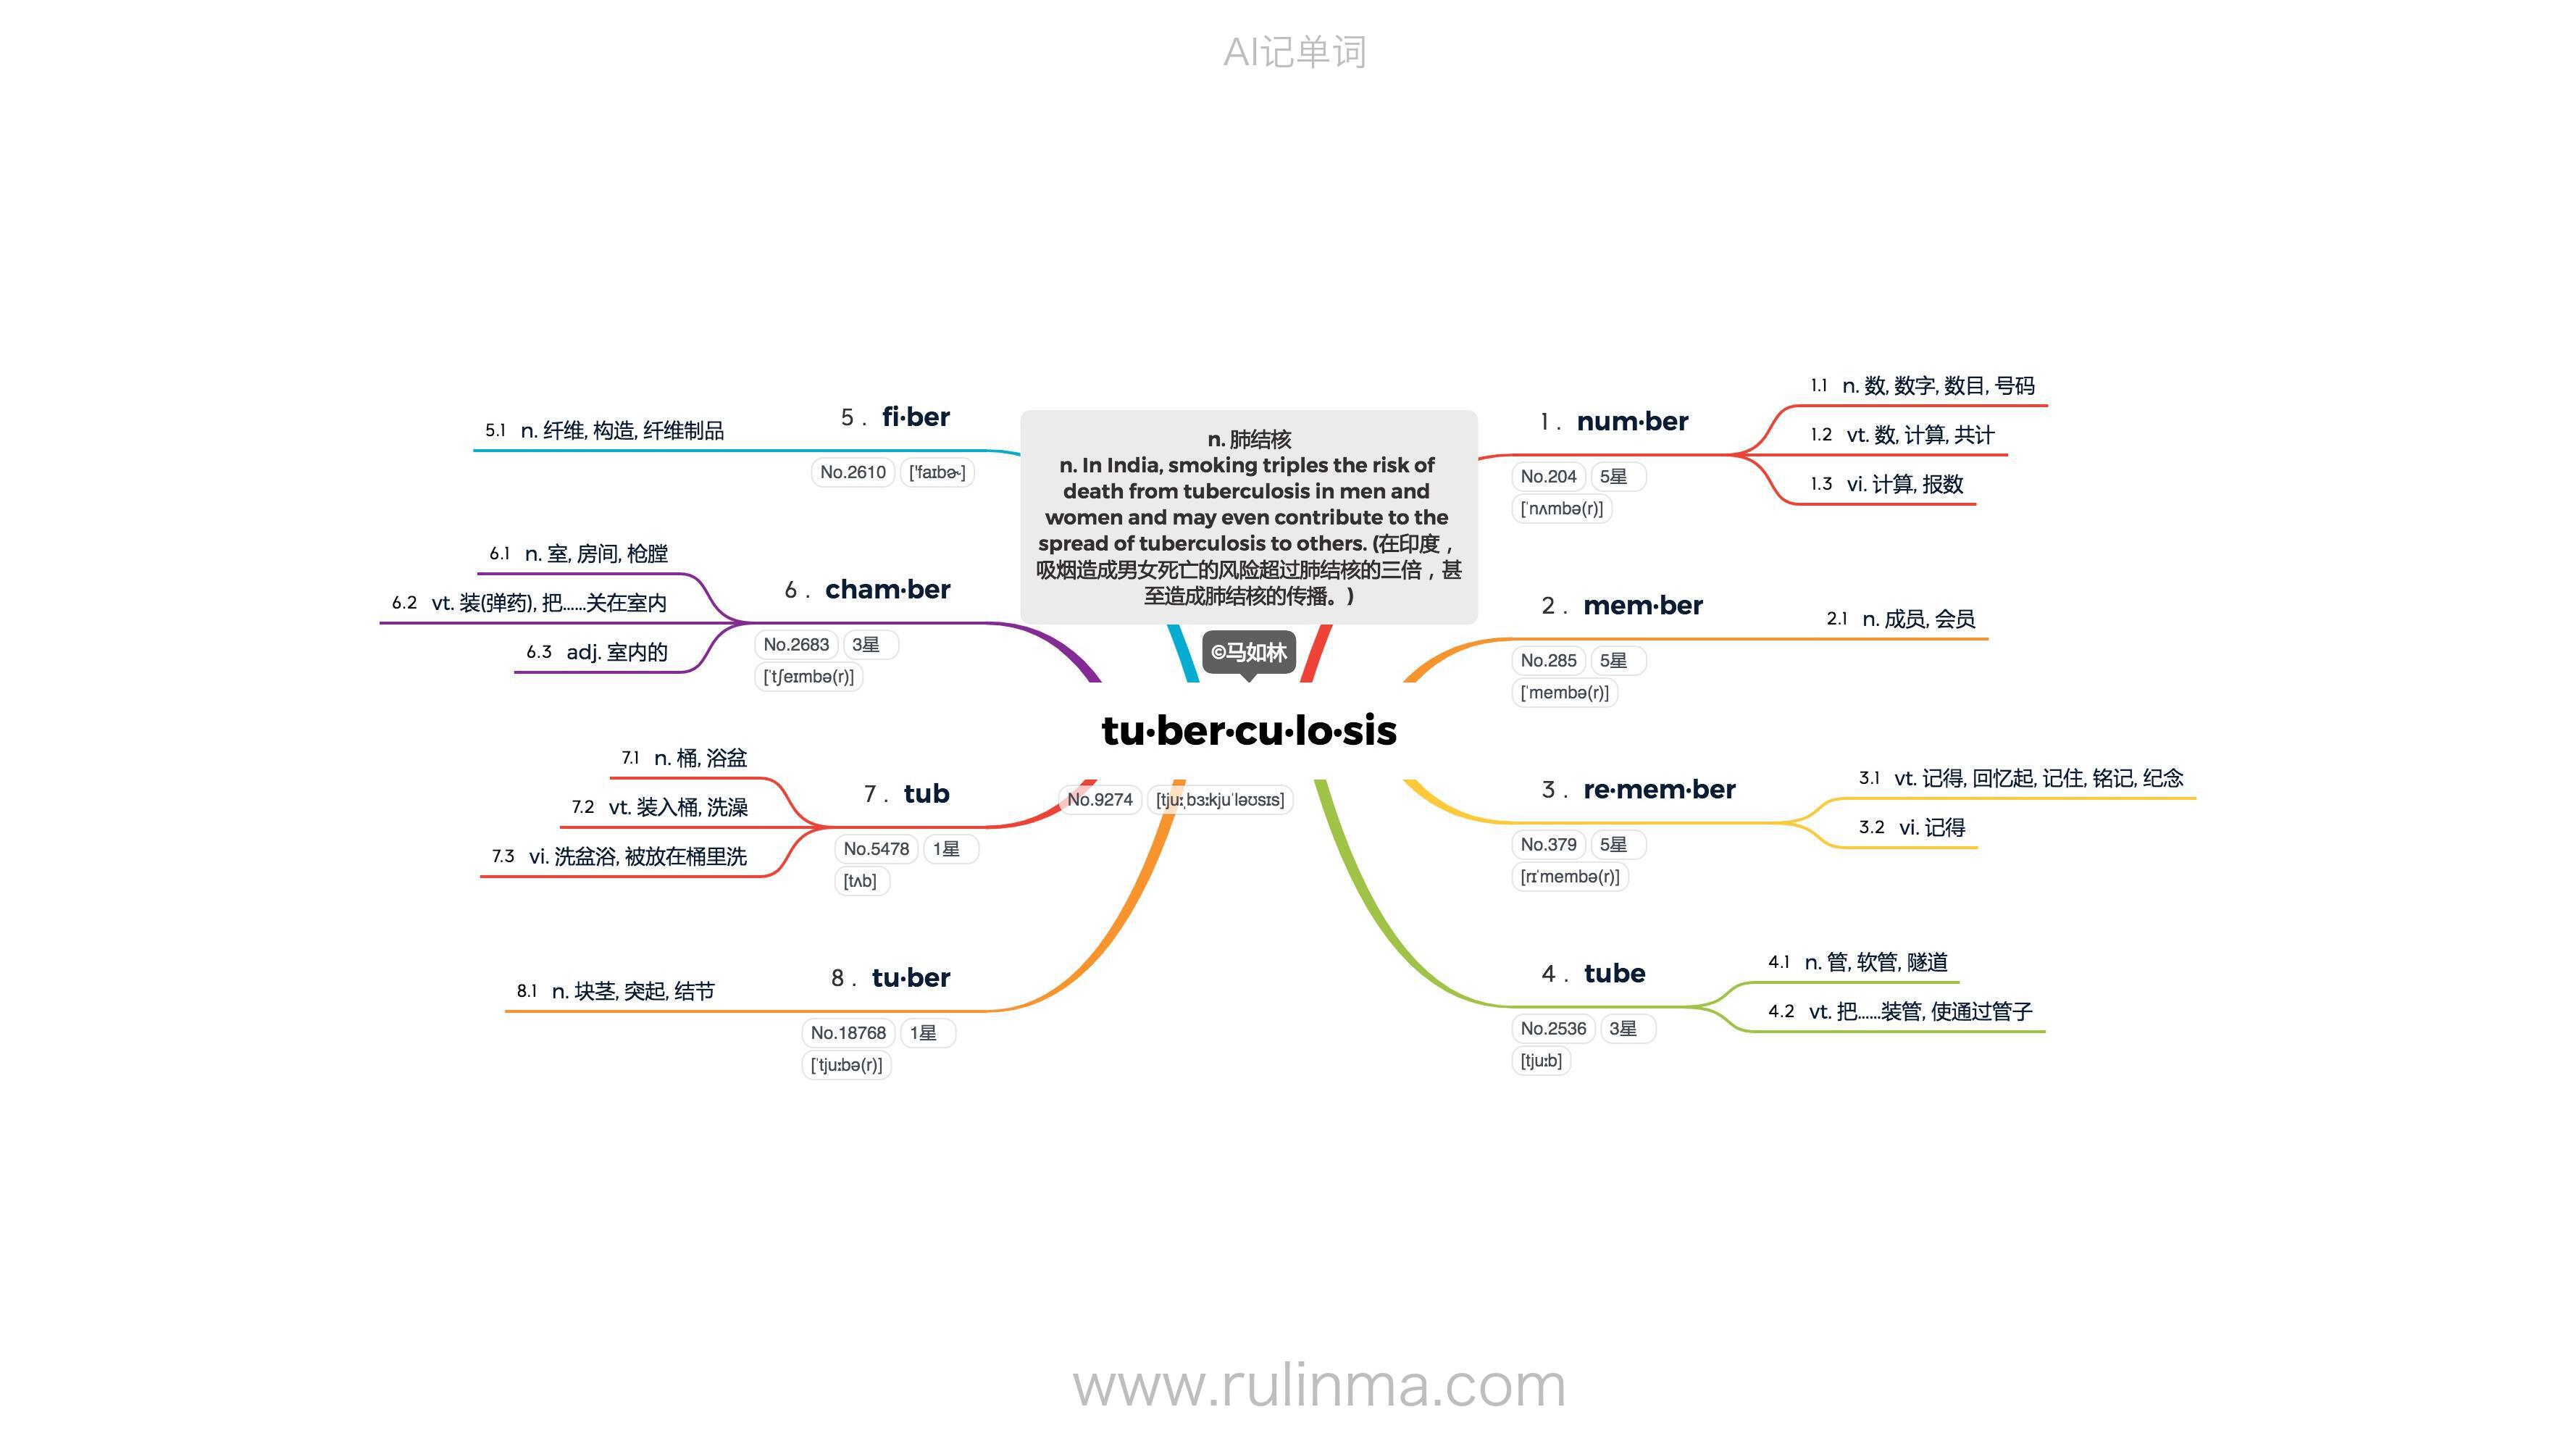 AI记单词
n. 肺结核
n. In India, smoking triples the risk of
death from tuberculosis in men and
women and may even contribute to the
spread of tuberculosis to others. (在印度，
吸烟造成男女死亡的风险超过肺结核的三倍，甚
至造成肺结核的传播。)
©马如林
tu·ber·cu·lo·sis
No.9274 [tjuːˌbɜːkjuˈləʊsɪs]
1. num·ber
No.204 5星
[ˈnʌmbə(r)]
1.1 n. 数, 数字, 数目, 号码
1.2 vt. 数, 计算, 共计
1.3 vi. 计算, 报数
2. mem·ber
No.285 5星
[ˈmembə(r)]
2.1 n. 成员, 会员
3. re·mem·ber
No.379 5星
[rɪˈmembə(r)]
3.1 vt. 记得, 回忆起, 记住, 铭记, 纪念
3.2 vi. 记得
4. tube
No.2536 3星
[tjuːb]
4.1 n. 管, 软管, 隧道
4.2 vt. 把......装管, 使通过管子
5. fi·ber
No.2610 ['faɪbɚ]
5.1 n. 纤维, 构造, 纤维制品
6. cham·ber
No.2683 3星
[ˈtʃeɪmbə(r)]
6.1 n. 室, 房间, 枪膛
6.2 vt. 装(弹药), 把......关在室内
6.3 adj. 室内的
7. tub
No.5478 1星
[tʌb]
7.1 n. 桶, 浴盆
7.2 vt. 装入桶, 洗澡
7.3 vi. 洗盆浴, 被放在桶里洗
8. tu·ber
No.18768 1星
[ˈtjuːbə(r)]
8.1 n. 块茎, 突起, 结节
www.rulinma.com